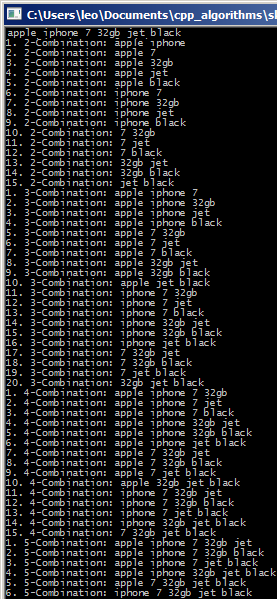 C:\Users\leo\Documents\cpp_algorithms\sl
apple iphone 7 32gb jet black
1. 2-Combination: apple iphone
2. 2-Combination: apple 7
3. 2-Combination: apple 32gb
4. 2-Combination: apple jet
5. 2-Combination: apple black
6. 2-Combination: iphone 7
7. 2-Combination: iphone 32gb
8. 2-Combination: iphone jet
9. 2-Combination: iphone black
10. 2-Combination: 7 32gb
11. 2-Combination: 7 jet
12. 2-Combination: 7 black
13. 2-Combination: 32gb jet
14. 2-Combination: 32gb black
15. 2-Combination: jet black
1. 3-Combination: apple iphone 7
2. 3-Combination: apple iphone 32gb
3. 3-Combination: apple iphone jet
4. 3-Combination: apple iphone black
5. 3-Combination: apple 7 32gb
6. 3-Combination: apple 7 jet
7. 3-Combination: apple 7 black
8. 3-Combination: apple 32gb jet
9. 3-Combination: apple 32gb black
10. 3-Combination: apple jet black
11. 3-Combination: iphone 7 32gb
12. 3-Combination: iphone 7 jet
13. 3-Combination: iphone 7 black
14. 3-Combination: iphone 32gb jet
15. 3-Combination: iphone 32gb black
16. 3-Combination: iphone jet black
17. 3-Combination: 7 32gb jet
18. 3-Combination: 7 32gb black
19. 3-Combination: 7 jet black
20. 3-Combination: 32gb jet black
1. 4-Combination: apple iphone 7 32gb
2. 4-Combination: apple iphone 7 jet
3. 4-Combination: apple iphone 7 black
4. 4-Combination: apple iphone 32gb jet
5. 4-Combination: apple iphone 32gb black
6. 4-Combination: apple iphone jet black
7. 4-Combination: apple 7 32gb jet
8. 4-Combination: apple 7 32gb black
9. 4-Combination: apple 7 jet black
10. 4-Combination: apple 32gb jet black
11. 4-Combination: iphone 7 32gb jet
12. 4-Combination: iphone 7 32gb black
13. 4-Combination: iphone 7 jet black
14. 4-Combination: iphone 32gb jet black
15. 4-Combination: 7 32gb jet black
1. 5-Combination: apple iphone 7 32gb jet
2. 5-Combination: apple iphone 7 32gb black
3. 5-Combination: apple iphone 7 jet black
4. 5-Combination: apple iphone 32gb jet black
5. 5-Combination: apple 7 32gb jet black
6. 5-Combination: iphone 7 32gb jet black